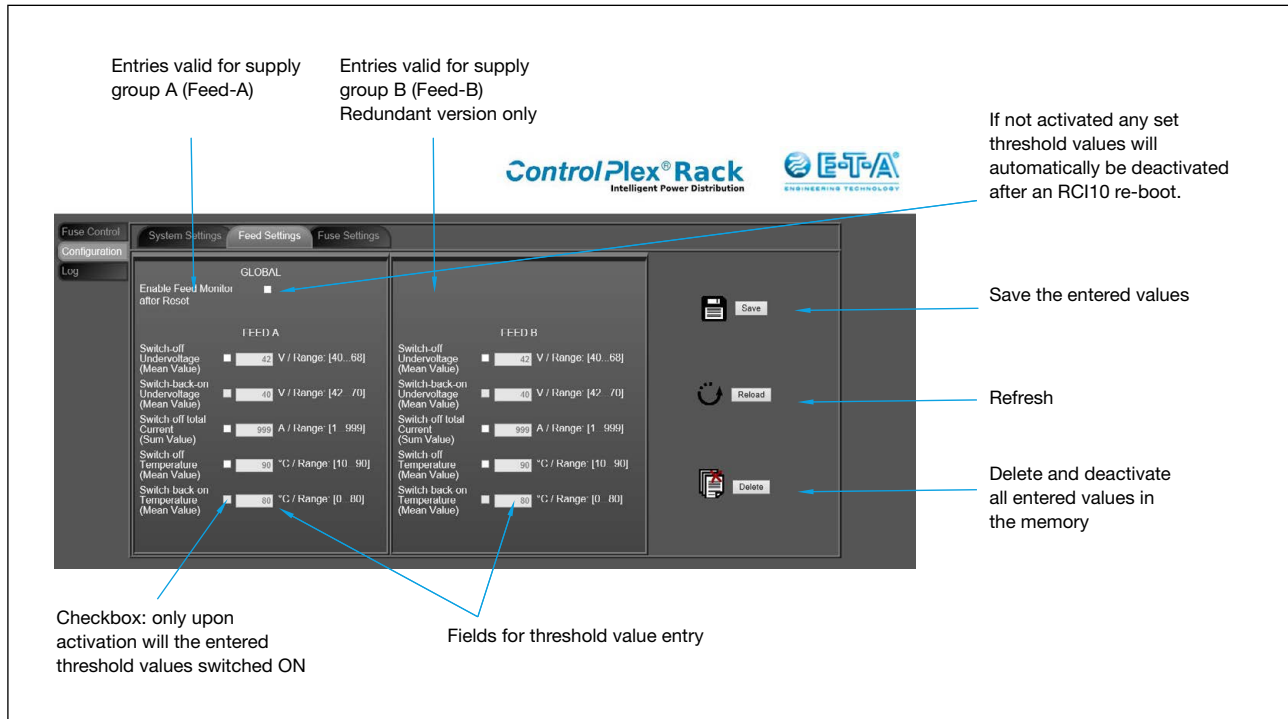 Entries valid for supply
group A (Feed-A)
Entries valid for supply
group B (Feed-B)
Redundant version only
If not activated any set
threshold values will
automatically be deactivated
after an RCI10 re-boot.
ControlPlex® Rack
Intelligent Power Distribution
E-T-A
ENGINEERING TECHNOLOGY
Fuse Control
Configuration
Log
System Settings
Feed Settings
Fuse Settings
GLOBAL
Enable Feed Monitor
after Reset
FEED A
Switch-off
Undervoltage
(Mean Value)
42 V / Range: [40...68]
Switch-back-on
Undervoltage
(Mean Value)
40 V / Range: [42...70]
Switch off total
Current
(Sum Value)
999 A / Range: [1...999]
Switch-off
Temperature
(Mean Value)
90 °C / Range: [10...90]
Switch back on
Temperature
(Mean Value)
80 °C / Range: [0...80]
FEED B
Switch-off
Undervoltage
(Mean Value)
42 V / Range: [40...68]
Switch-back-on
Undervoltage
(Mean Value)
40 V / Range: [42...70]
Switch off total
Current
(Sum Value)
999 A / Range: [1...999]
Switch-off
Temperature
(Mean Value)
90 °C / Range: [10...90]
Switch back on
Temperature
(Mean Value)
80 °C / Range: [0...80]
Save
Reload
Delete
Save the entered values
Refresh
Delete and deactivate
all entered values in
the memory
Checkbox: only upon
activation will the entered
threshold values switched ON
Fields for threshold value entry